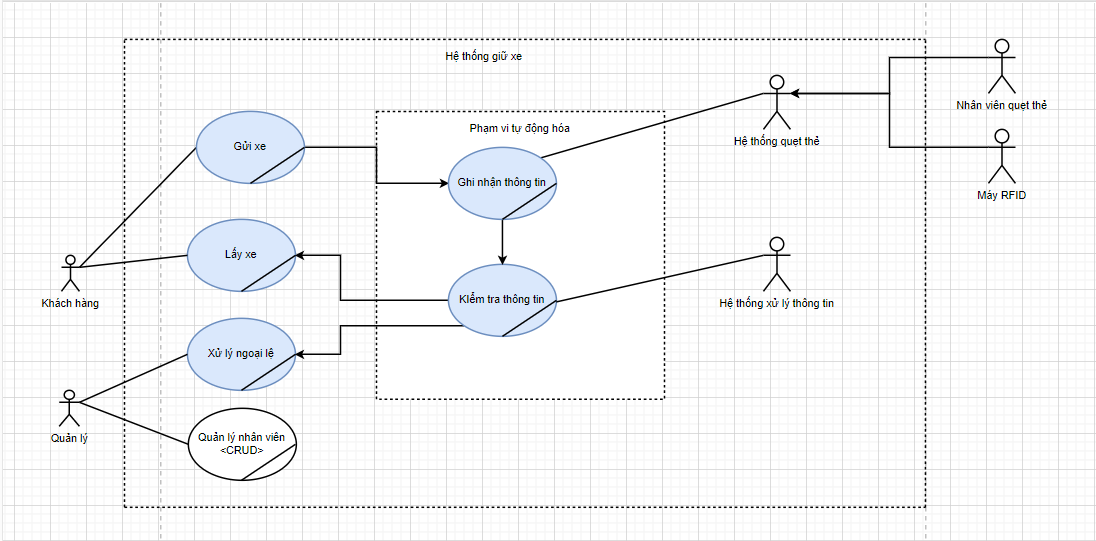 Hệ thống giữ xe
Phạm vi tự động hóa
Gửi xe
Ghi nhận thông tin
Hệ thống quẹt thẻ
Nhân viên quẹt thẻ
Máy RFID
Lấy xe
Khách hàng
Kiểm tra thông tin
Hệ thống xử lý thông tin
Xử lý ngoại lệ
Quản lý
Quản lý nhân viên
<CRUD>